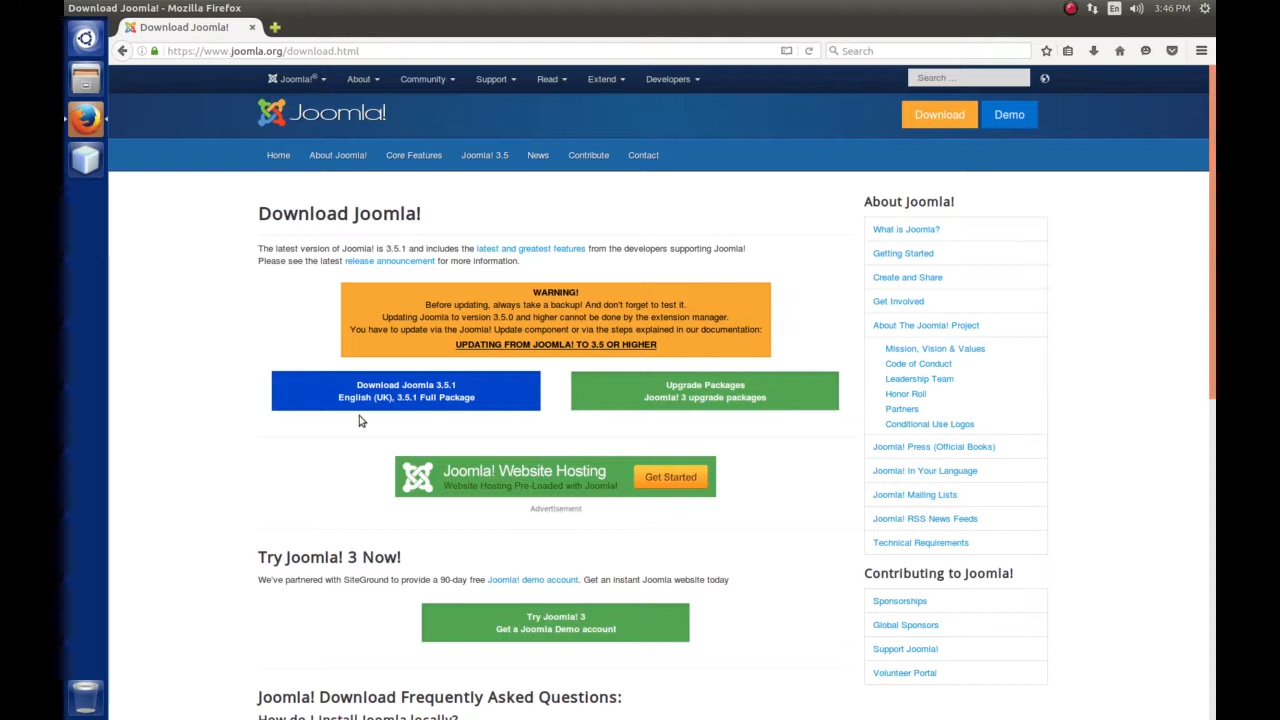 Download Joomla! - Mozilla Firefox
En
3:46 PM
Download Joomla!
https://www.joomla.org/download.html
Search
Joomla!® About Community Support Read Extend Developers
Search ...
Joomla!
Download Demo
Home About Joomla! Core Features Joomla! 3.5 News Contribute Contact
Download Joomla!
The latest version of Joomla! is 3.5.1 and includes the latest and greatest features from the developers supporting Joomla!
Please see the latest release announcement for more information.
WARNING!
Before updating, always take a backup! And don't forget to test it.
Updating Joomla to version 3.5.0 and higher cannot be done by the extension manager.
You have to update via the Joomla! Update component or via the steps explained in our documentation:
UPDATING FROM JOOMLA! TO 3.5 OR HIGHER
Download Joomla 3.5.1
English (UK), 3.5.1 Full Package
Upgrade Packages
Joomla! 3 upgrade packages
Joomla! Website Hosting
Website Hosting Pre-Loaded with Joomla!
Get Started
Advertisement
Try Joomla! 3 Now!
We've partnered with SiteGround to provide a 90-day free Joomla! demo account. Get an instant Joomla website today
Try Joomla! 3
Get a Joomla Demo account
Joomla! Download Frequently Asked Questions:
How do I install Joomla locally?
About Joomla!
What is Joomla?
Getting Started
Create and Share
Get Involved
About The Joomla! Project
Mission, Vision & Values
Code of Conduct
Leadership Team
Honor Roll
Partners
Conditional Use Logos
Joomla! Press (Official Books)
Joomla! In Your Language
Joomla! Mailing Lists
Joomla! RSS News Feeds
Technical Requirements
Contributing to Joomla!
Sponsorships
Global Sponsors
Support Joomla!
Volunteer Portal